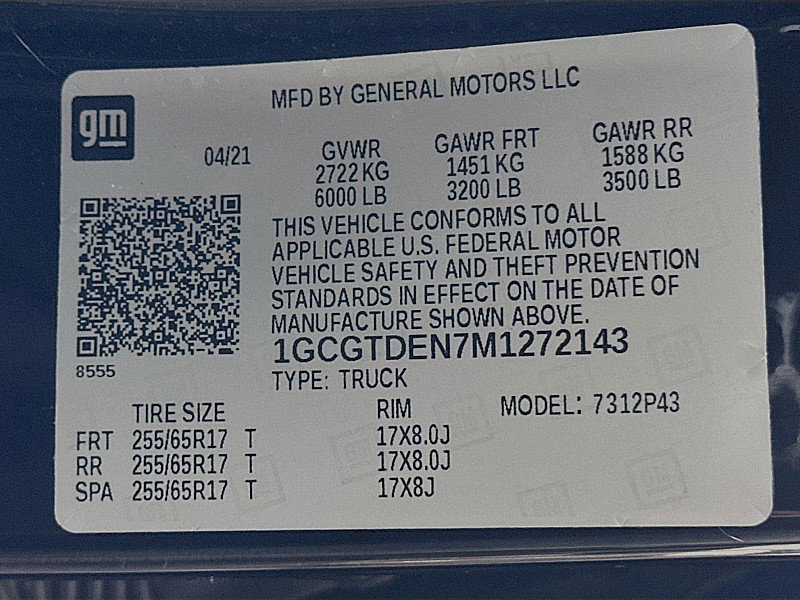 gm
MFD BY GENERAL MOTORS LLC
04/21 GVWR GAWR FRT GAWR RR
2722 KG 1451 KG 1588 KG
6000 LB 3200 LB 3500 LB
THIS VEHICLE CONFORMS TO ALL
APPLICABLE U.S. FEDERAL MOTOR
VEHICLE SAFETY AND THEFT PREVENTION
STANDARDS IN EFFECT ON THE DATE OF
MANUFACTURE SHOWN ABOVE.
1GCGTDEN7M1272143
8555
TYPE: TRUCK
TIRE SIZE RIM MODEL: 7312P43
FRT 255/65R17 T 17X8.0J
RR 255/65R17 T 17X8.0J
SPA 255/65R17 T 17X8J